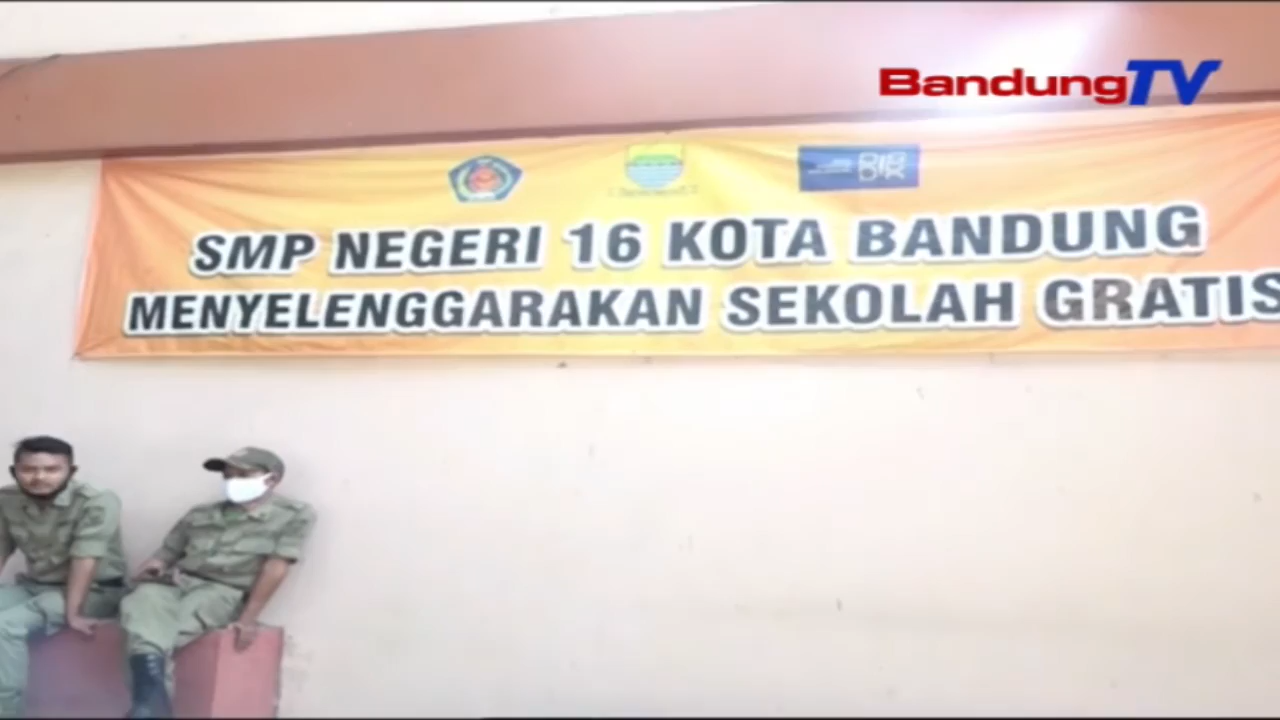 BandungTV
SMP NEGERI 16 KOTA BANDUNG
MENYELENGGARAKAN SEKOLAH GRATIS